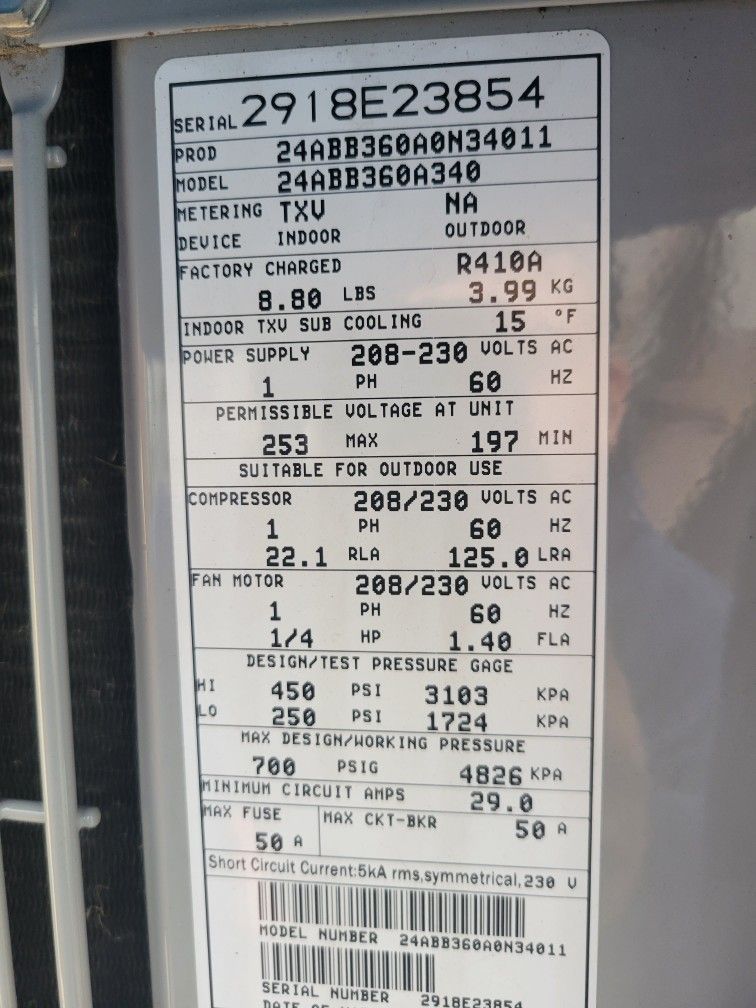 SERIAL 2918E23854
PROD 24ABB360A0N34011
MODEL 24ABB360A340
METERING TXV NA
DEVICE INDOOR OUTDOOR
FACTORY CHARGED R410A
8.80 LBS 3.99 KG
INDOOR TXV SUB COOLING 15 °F
POWER SUPPLY 208-230 VOLTS AC
1 PH 60 HZ
PERMISSIBLE VOLTAGE AT UNIT
253 MAX 197 MIN
SUITABLE FOR OUTDOOR USE
COMPRESSOR 208/230 VOLTS AC
1 PH 60 HZ
22.1 RLA 125.0 LRA
FAN MOTOR 208/230 VOLTS AC
1 PH 60 HZ
1/4 HP 1.40 FLA
DESIGN/TEST PRESSURE GAGE
HI 450 PSI 3103 KPA
LO 250 PSI 1724 KPA
MAX DESIGN/WORKING PRESSURE
700 PSIG 4826 KPA
MINIMUM CIRCUIT AMPS 29.0
MAX FUSE MAX CKT-BKR
50 A 50 A
Short Circuit Current:5kA rms,symmetrical,230 V
MODEL NUMBER 24ABB360A0N34011
SERIAL NUMBER 2918E23854